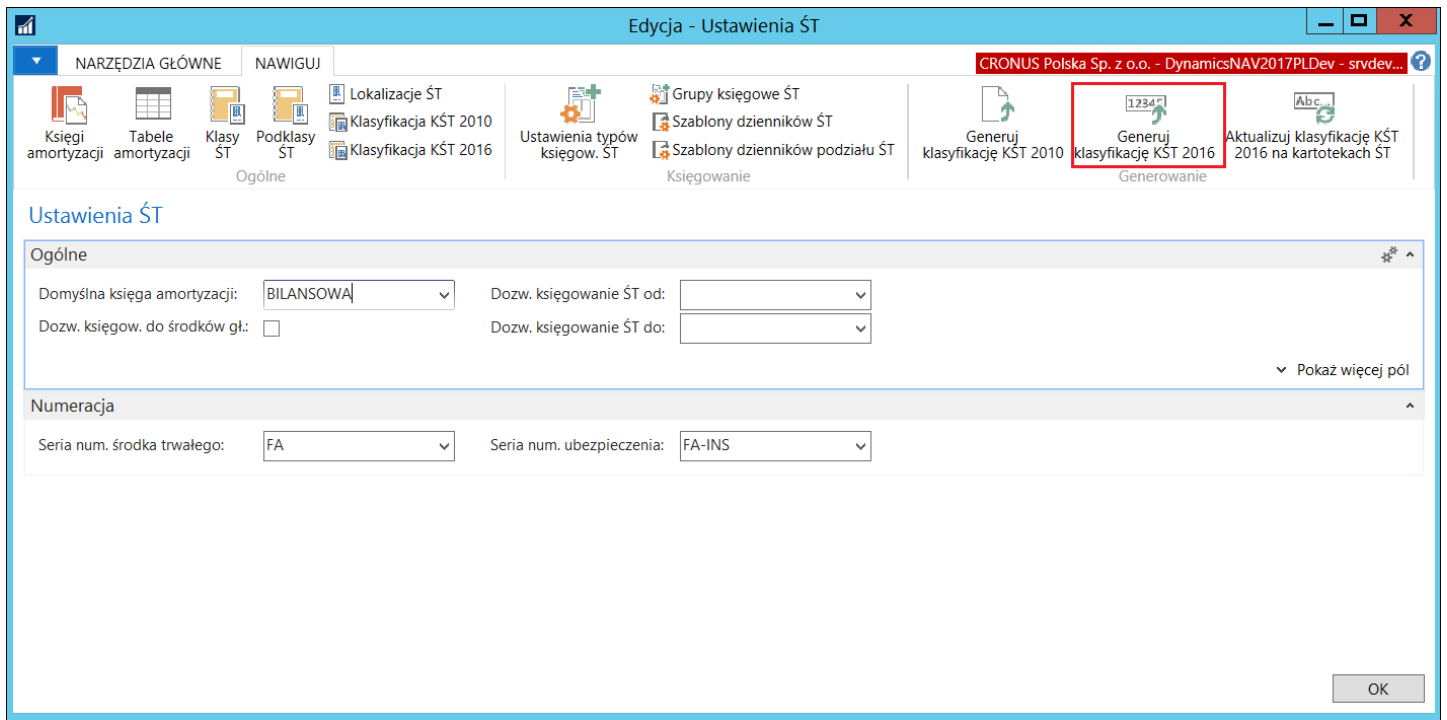 Edycja - Ustawienia ŚT
NARZĘDZIA GŁÓWNE
NAWIGUJ
CRONUS Polska Sp. z o.o. - DynamicsNAV2017PLDev - srvdev...
?
Księgi
amortyzacji
Tabele
amortyzacji
Klasy
ŚT
Podklasy
ŚT
Lokalizacje ŚT
Klasyfikacja KŚT 2010
Klasyfikacja KŚT 2016
Ogólne
Ustawienia typów
księgow. ŚT
Grupy księgowe ŚT
Szablony dzienników ŚT
Szablony dzienników podziału ŚT
Księgowanie
Generuj
klasyfikację KŚT 2010
Generuj
klasyfikację KŚT 2016
Aktualizuj klasyfikację KŚT
2016 na kartotekach ŚT
Generowanie
Ustawienia ŚT
Ogólne
Domyślna księga amortyzacji:
BILANSOWA
Dozw. księgowanie ŚT od:
Dozw. księgow. do środków gł.:
Dozw. księgowanie ŚT do:
Pokaż więcej pól
Numeracja
Seria num. środka trwałego:
FA
Seria num. ubezpieczenia:
FA-INS
OK